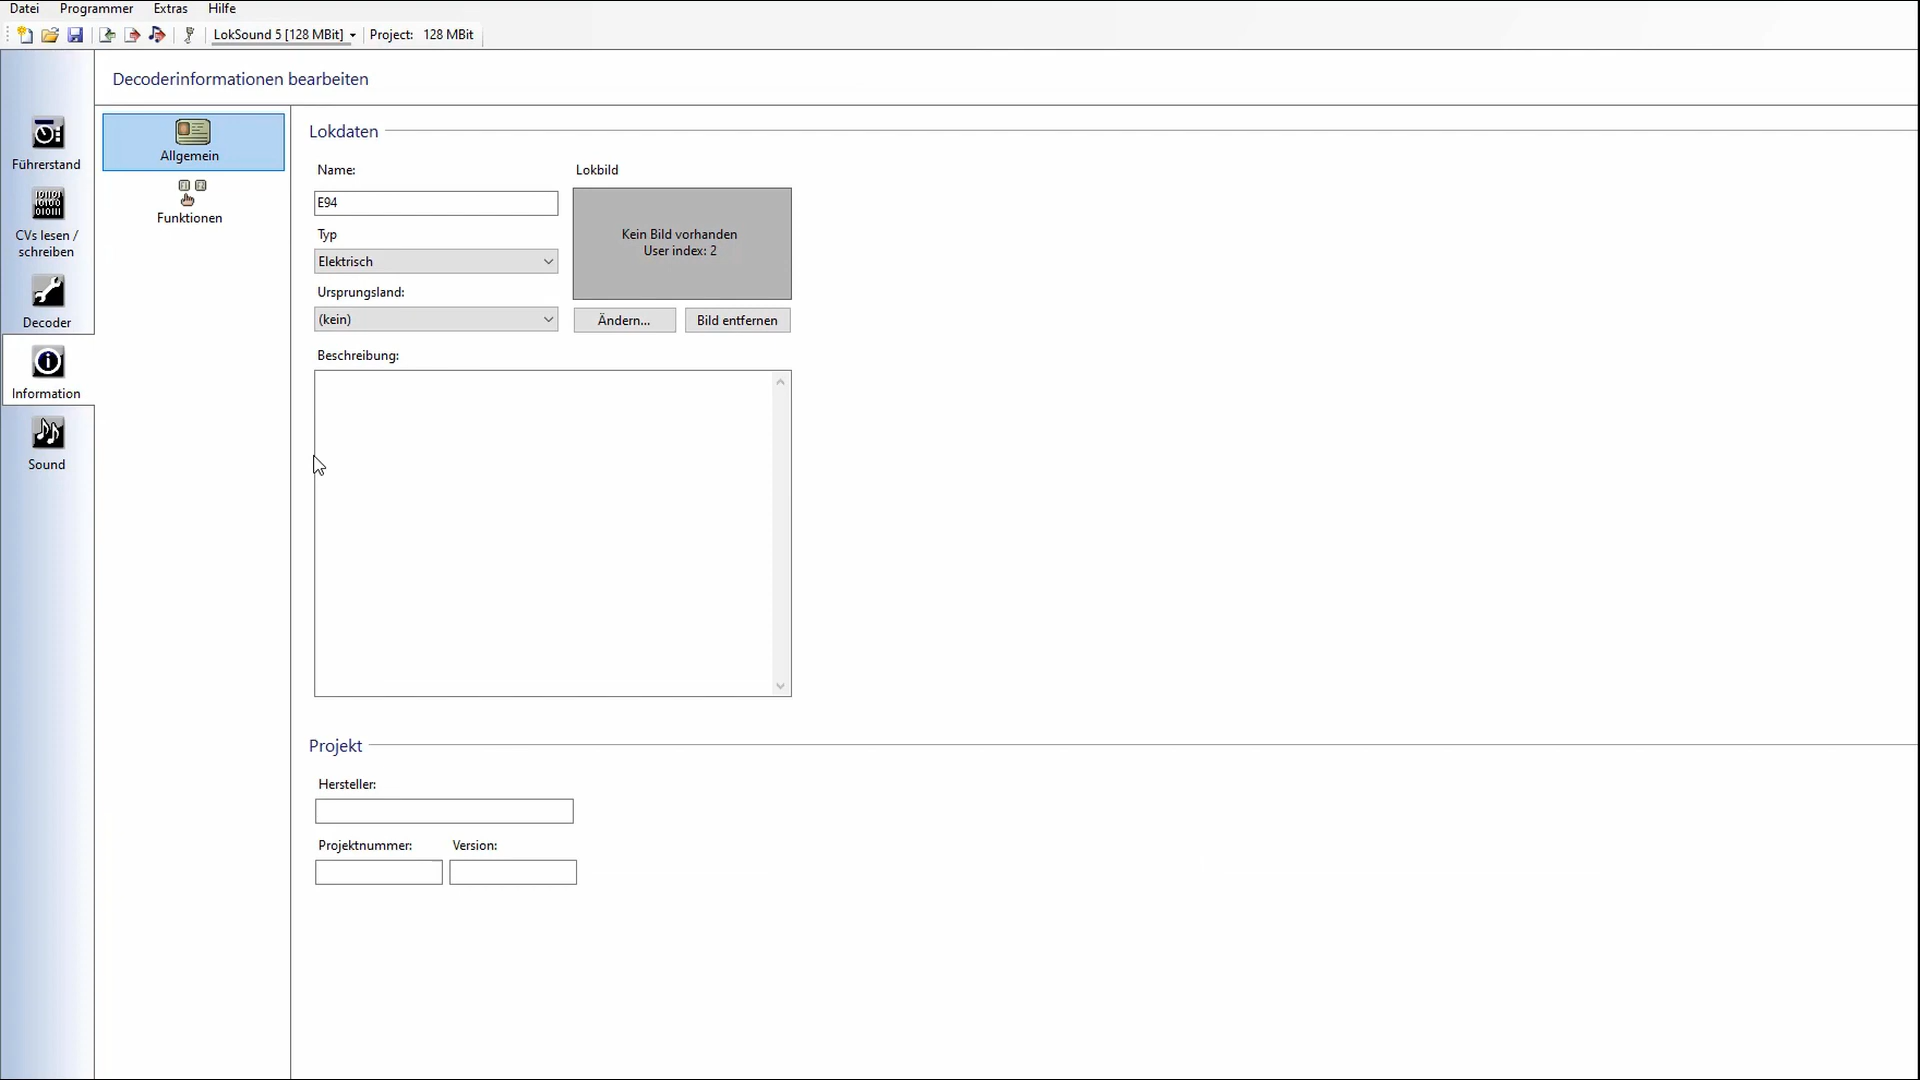 Datei Programmer Extras Hilfe
LokSound 5 [128 MBit] Project: 128 MBit
Decoderinformationen bearbeiten
Führerstand
CVs lesen /
schreiben
Decoder
Information
Sound
Allgemein
Funktionen
Lokdaten
Name:
E94
Typ
Elektrisch
Ursprungsland:
(kein)
Lokbild
Kein Bild vorhanden
User index: 2
Ändern... Bild entfernen
Beschreibung:
Projekt
Hersteller:
Projektnummer: Version: